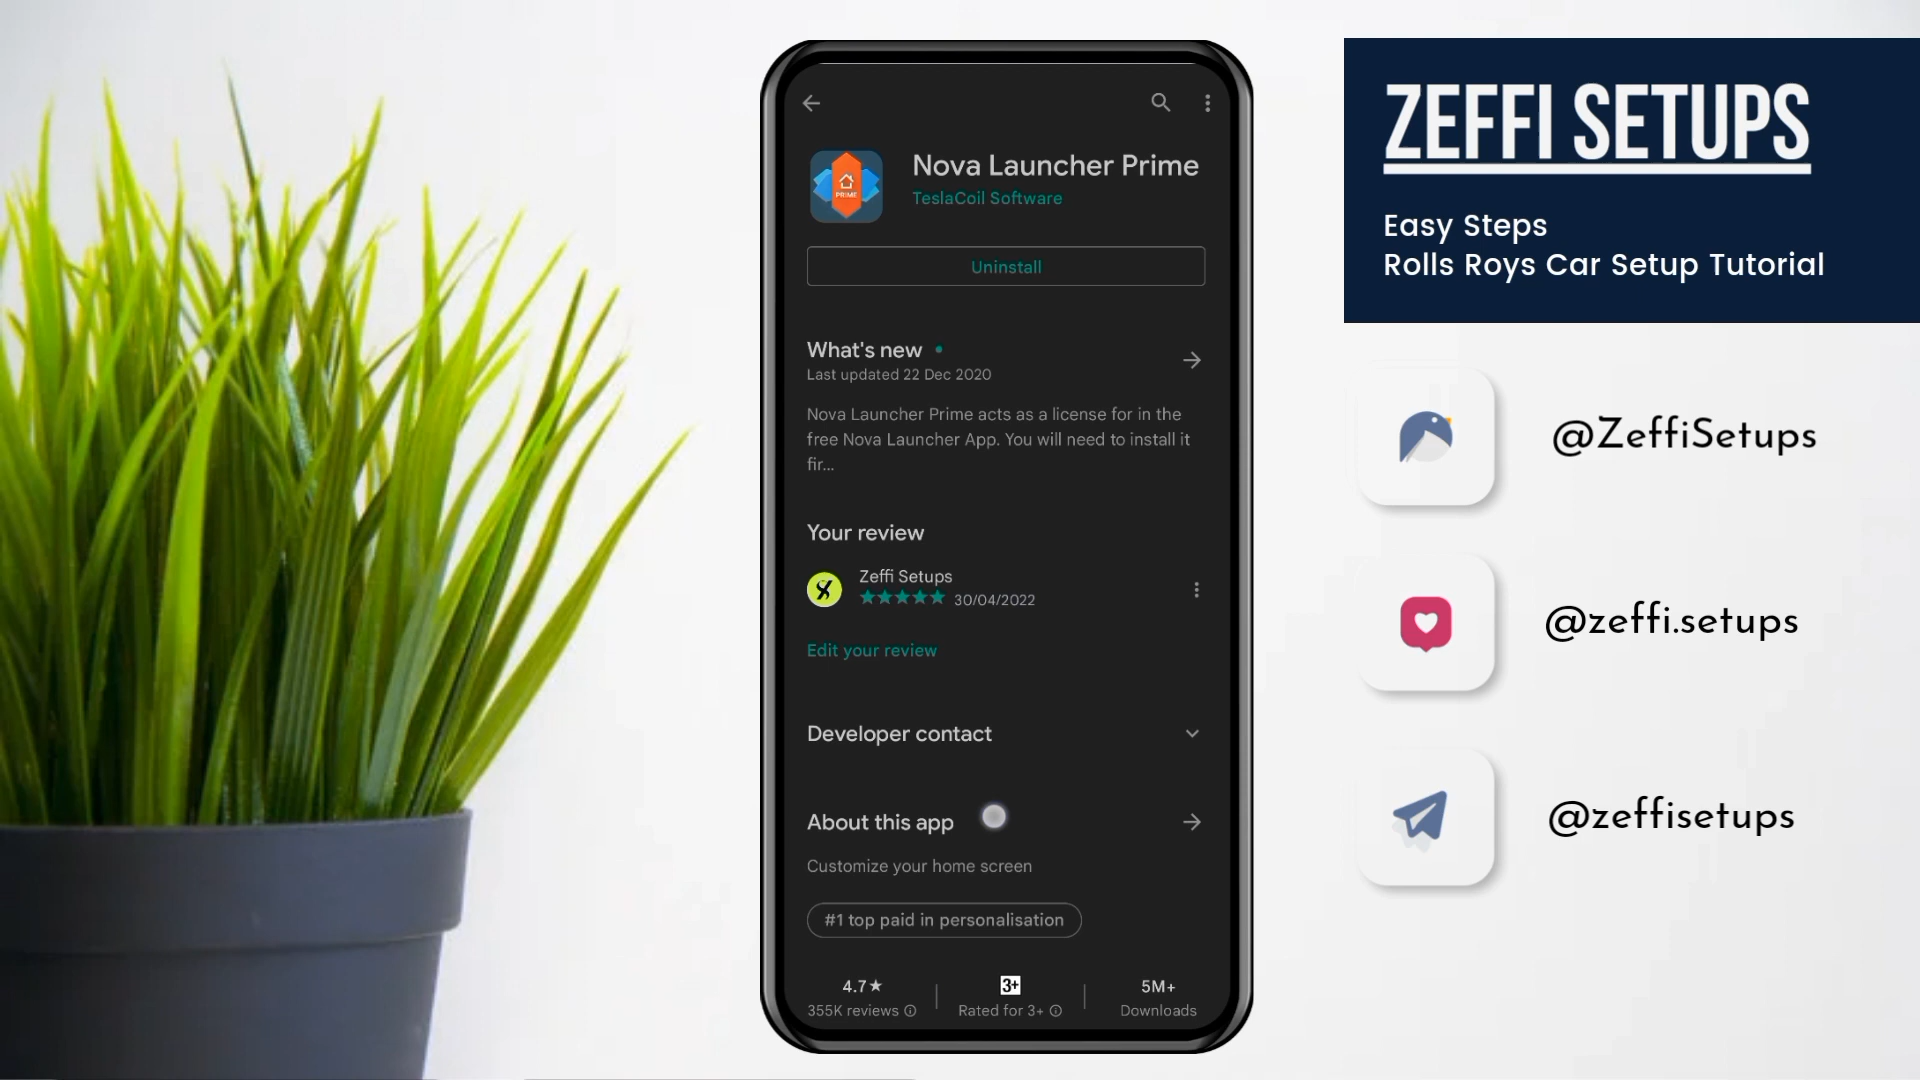 Nova Launcher Prime
PRIME
TeslaCoil Software
Uninstall
What's new
Last updated 22 Dec 2020
Nova Launcher Prime acts as a license for in the
free Nova Launcher App. You will need to install it
fir...
Your review
Zeffi Setups
30/04/2022
Edit your review
Developer contact
About this app
Customize your home screen
#1 top paid in personalisation
4.7★
355K reviews
3+
Rated for 3+
5M+
Downloads
ZEFFI SETUPS
Easy Steps
Rolls Roys Car Setup Tutorial
@ZeffiSetups
@zeffi.setups
@zeffisetups